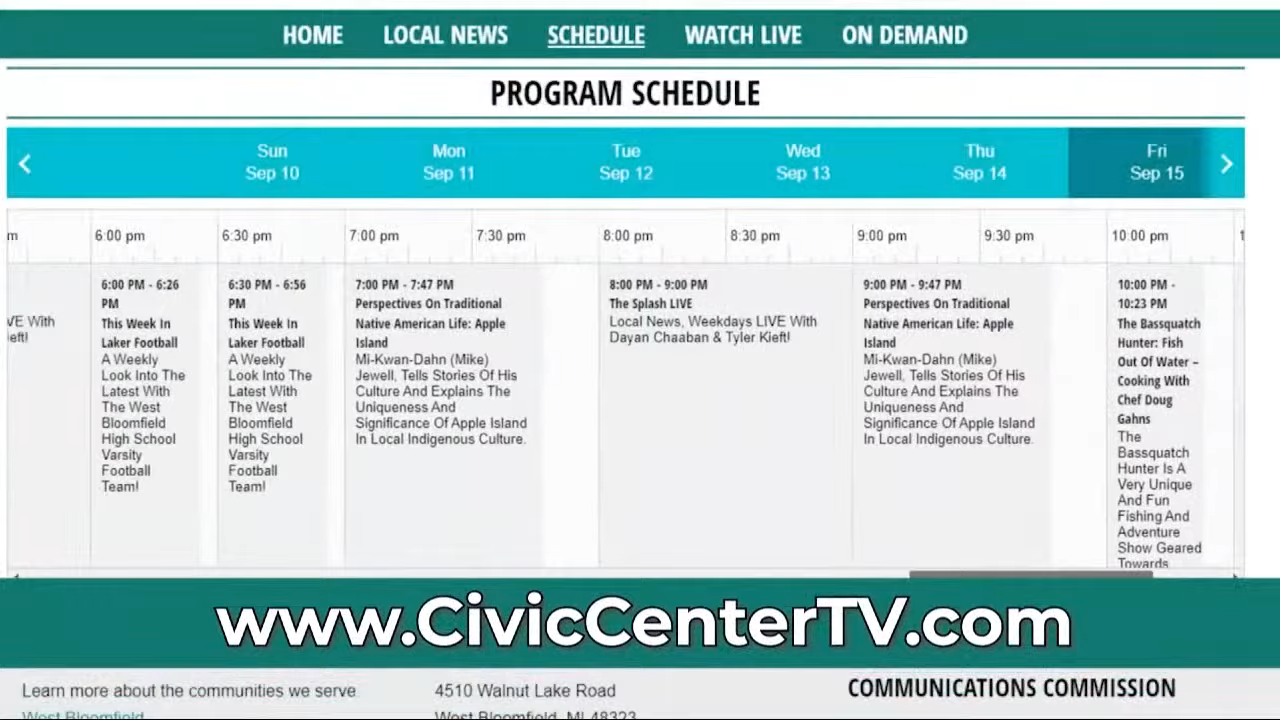 HOME LOCAL NEWS SCHEDULE WATCH LIVE ON DEMAND
PROGRAM SCHEDULE
Sun Mon Tue Wed Thu Fri
Sep 10 Sep 11 Sep 12 Sep 13 Sep 14 Sep 15
m 6:00 pm 6:30 pm 7:00 pm 7:30 pm 8:00 pm 8:30 pm 9:00 pm 9:30 pm 10:00 pm 1
VE With
eft!
6:00 PM - 6:26
PM
This Week In
Laker Football
A Weekly
Look Into The
Latest With
The West
Bloomfield
High School
Varsity
Football
Team!
6:30 PM - 6:56
PM
This Week In
Laker Football
A Weekly
Look Into The
Latest With
The West
Bloomfield
High School
Varsity
Football
Team!
7:00 PM - 7:47 PM
Perspectives On Traditional
Native American Life: Apple
Island
Mi-Kwan-Dahn (Mike)
Jewell, Tells Stories Of His
Culture And Explains The
Uniqueness And
Significance Of Apple Island
In Local Indigenous Culture.
8:00 PM - 9:00 PM
The Splash LIVE
Local News, Weekdays LIVE With
Dayan Chaaban & Tyler Kieft!
9:00 PM - 9:47 PM
Perspectives On Traditional
Native American Life: Apple
Island
Mi-Kwan-Dahn (Mike)
Jewell, Tells Stories Of His
Culture And Explains The
Uniqueness And
Significance Of Apple Island
In Local Indigenous Culture.
10:00 PM -
10:23 PM
The Bassquatch
Hunter: Fish
Out Of Water –
Cooking With
Chef Doug
Gahns
The
Bassquatch
Hunter Is A
Very Unique
And Fun
Fishing And
Adventure
Show Geared
Towards
www.CivicCenterTV.com
Learn more about the communities we serve
West Bloomfield
4510 Walnut Lake Road
West Bloomfield, MI 48323
COMMUNICATIONS COMMISSION